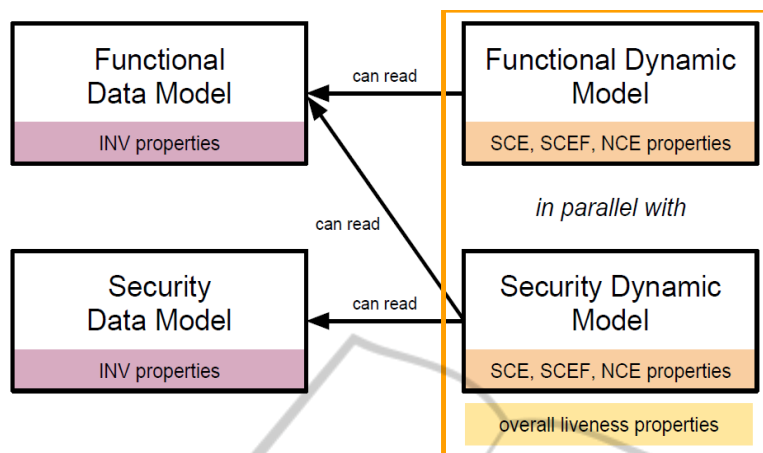 Functional
Data Model
INV properties
can read
Functional Dynamic
Model
SCE, SCEF, NCE properties
in parallel with
can read
Security
Data Model
INV properties
can read
Security Dynamic
Model
SCE, SCEF, NCE properties
overall liveness properties